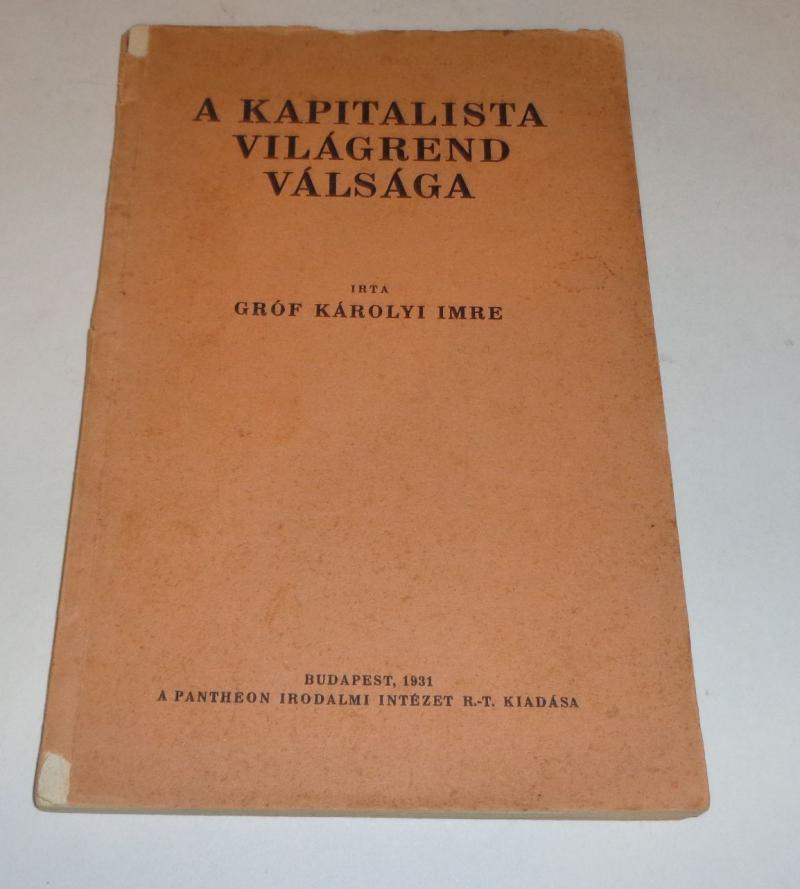 A KAPITALISTA
VILÁGREND
VÁLSÁGA
IRTA
GRÓF KÁROLYI IMRE
BUDAPEST, 1931
A PANTHEON IRODALMI INTÉZET R.-T. KIADÁSA